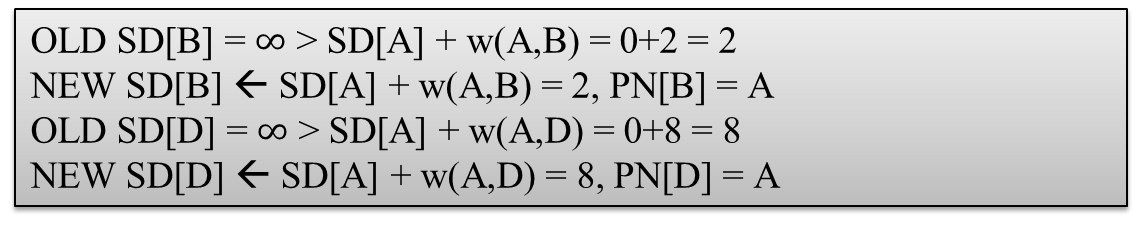 OLD SD[B] = ∞ > SD[A] + w(A,B) = 0+2 = 2
NEW SD[B] ← SD[A] + w(A,B) = 2, PN[B] = A
OLD SD[D] = ∞ > SD[A] + w(A,D) = 0+8 = 8
NEW SD[D] ← SD[A] + w(A,D) = 8, PN[D] = A